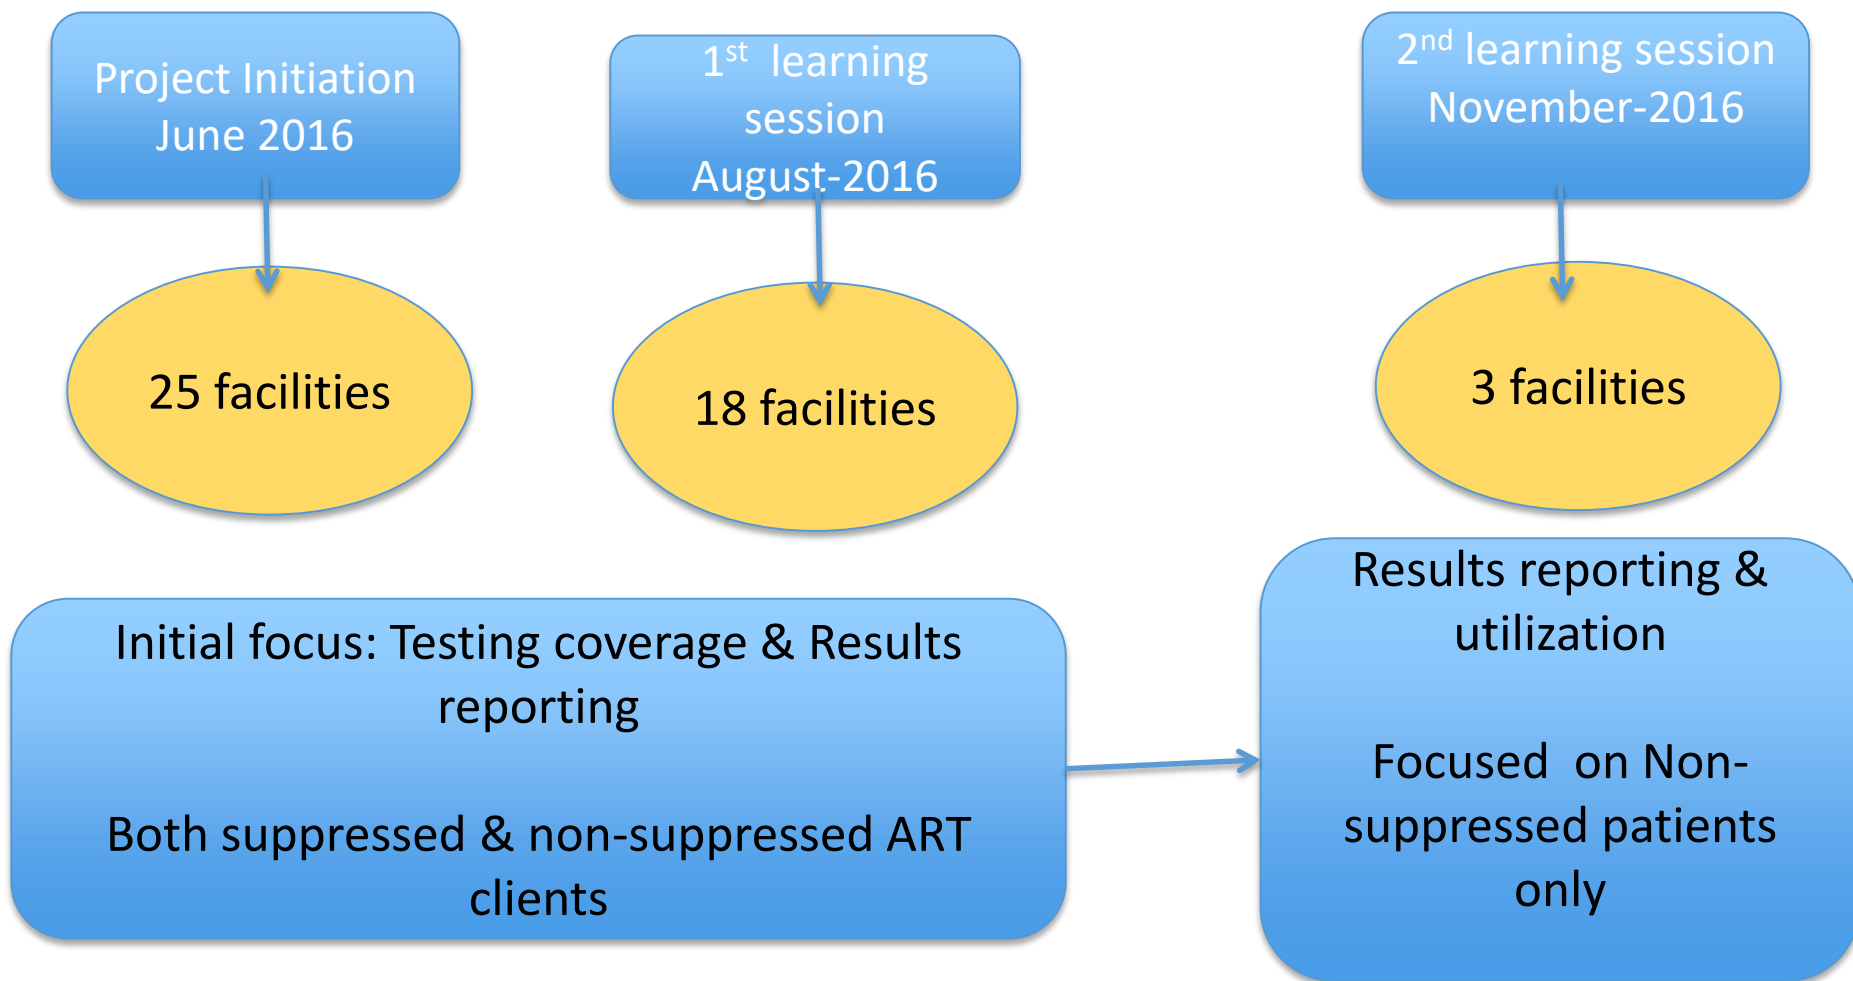 Project Initiation
June 2016
1st learning
session
August-2016
2nd learning session
November-2016
25 facilities
18 facilities
3 facilities
Initial focus: Testing coverage & Results
reporting
Both suppressed & non-suppressed ART
clients
Results reporting &
utilization
Focused on Non-
suppressed patients
only